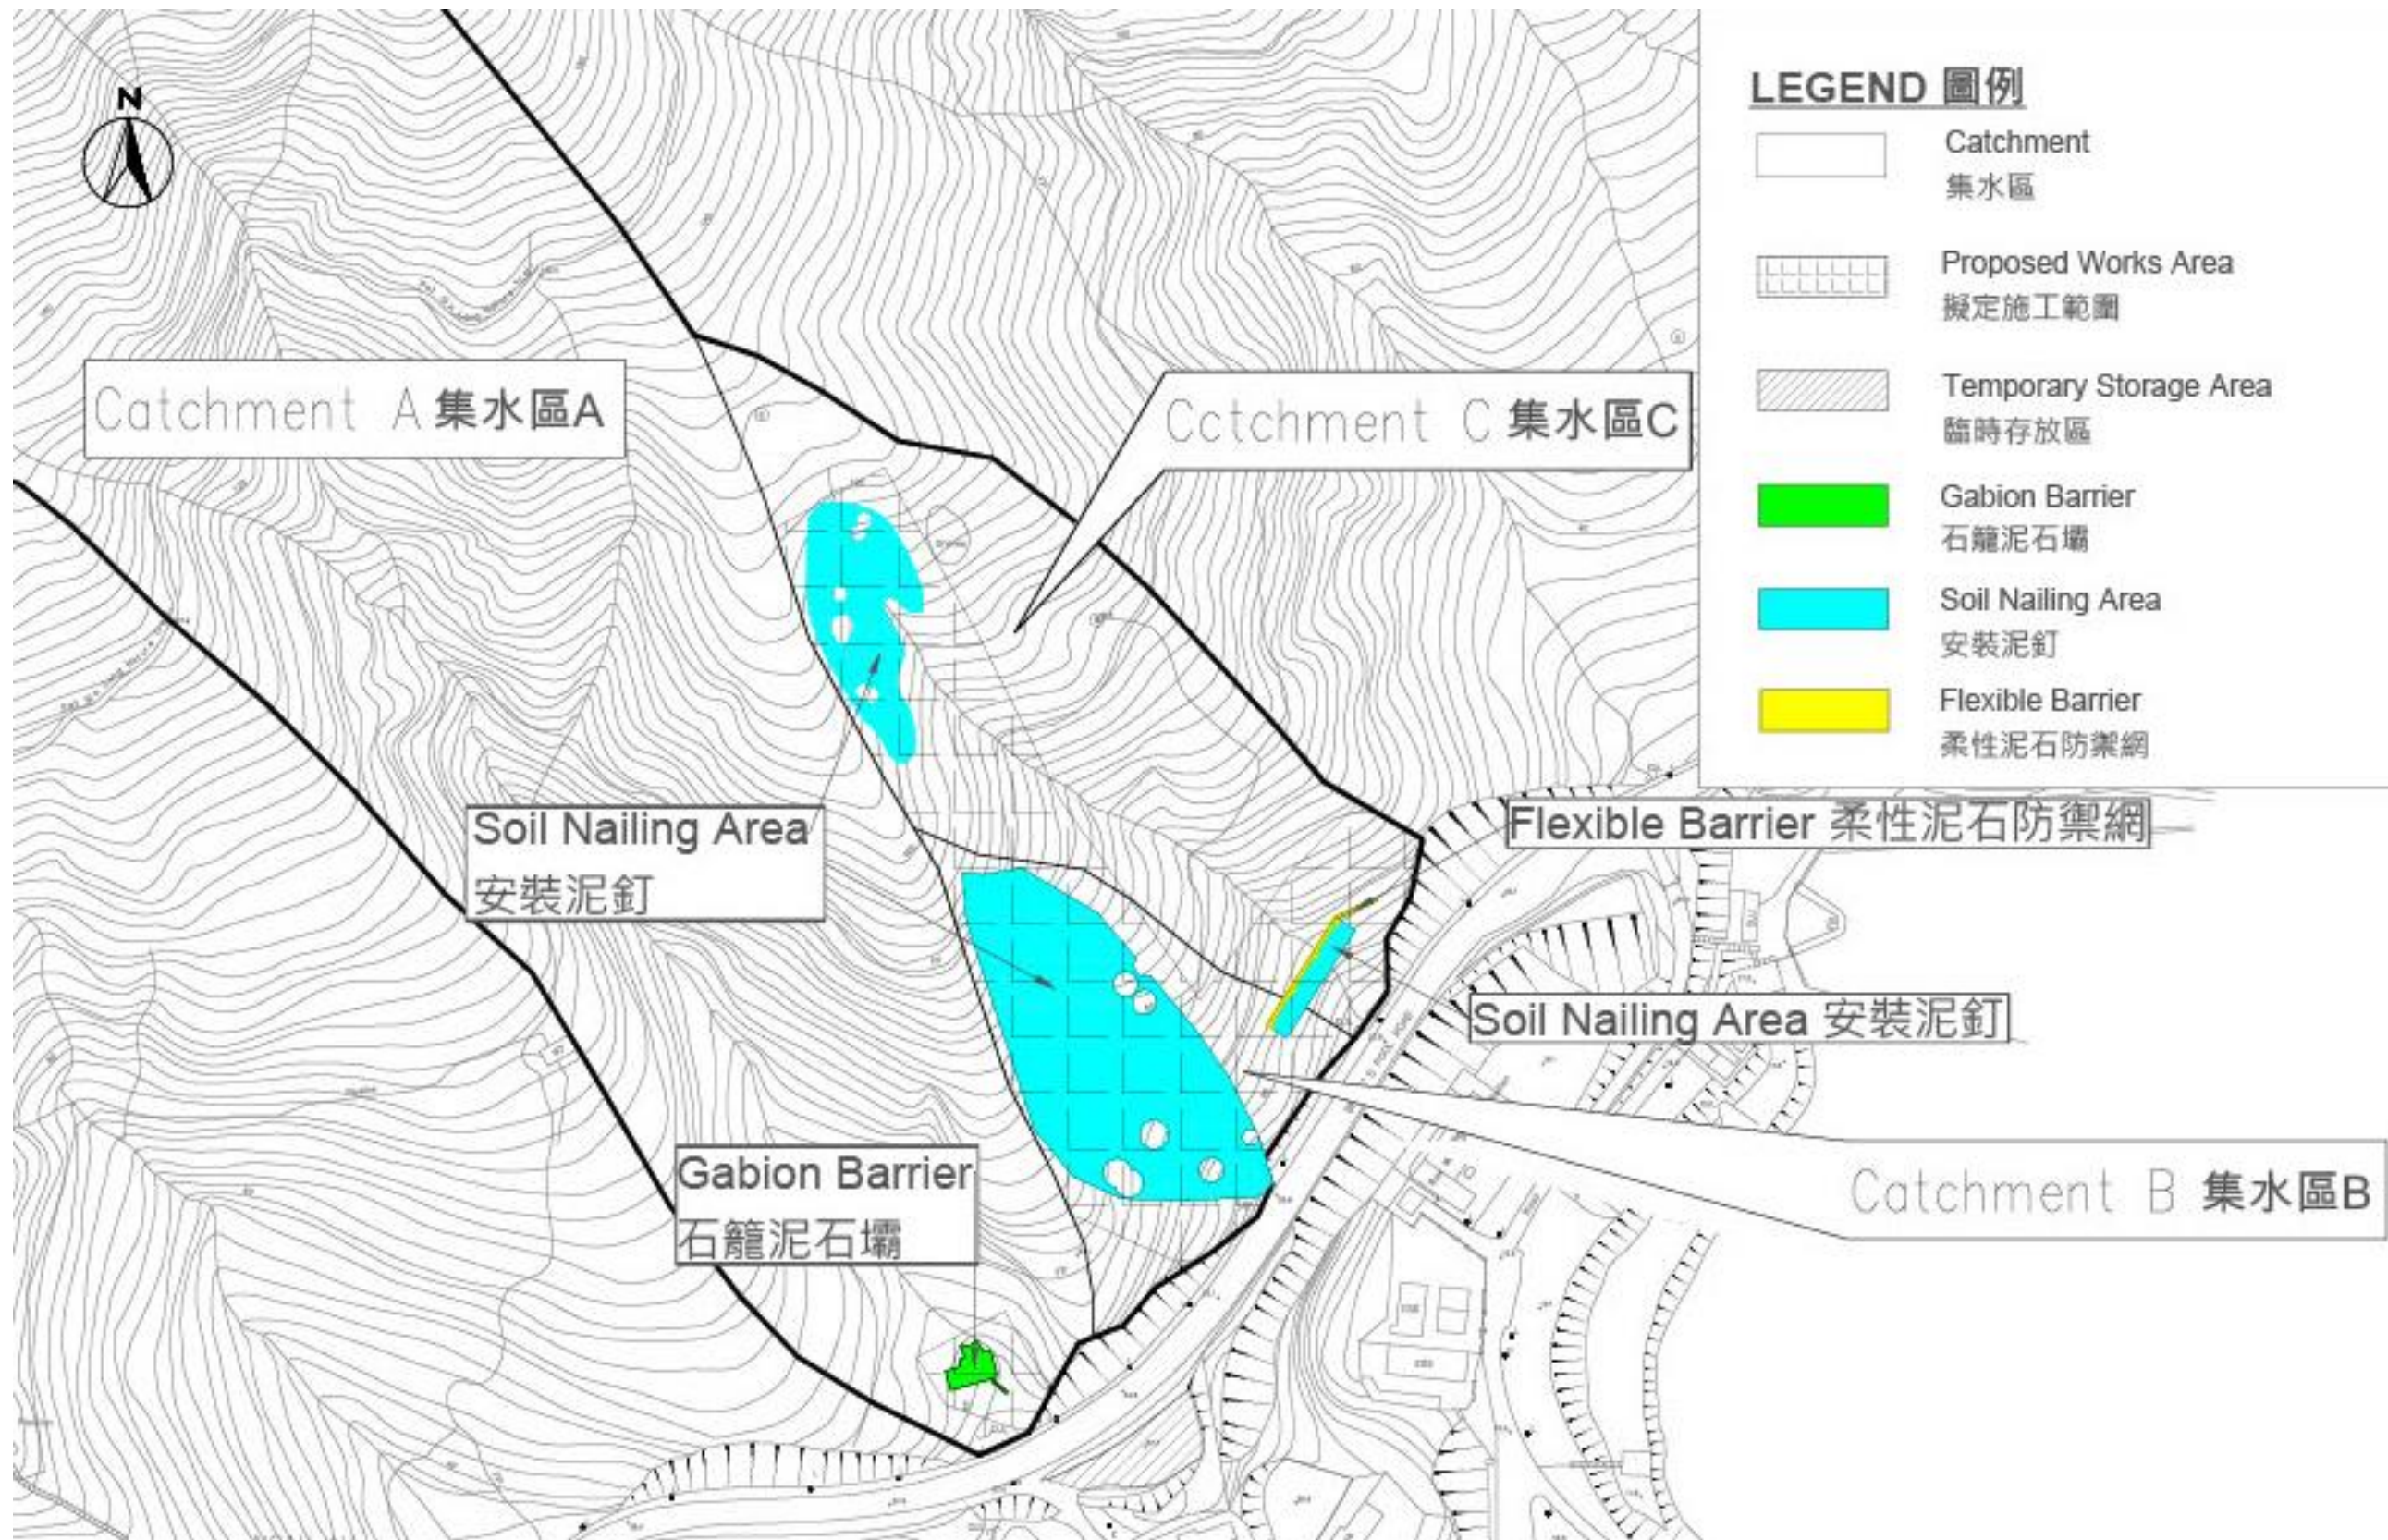 N
LEGEND 圖例
Catchment
集水區
Proposed Works Area
擬定施工範圍
Temporary Storage Area
臨時存放區
Gabion Barrier
石籠泥石壩
Soil Nailing Area
安裝泥釘
Flexible Barrier
柔性泥石防禦網
Catchment A 集水區A
Cctchment C 集水區C
Soil Nailing Area
安裝泥釘
Flexible Barrier 柔性泥石防禦網
Soil Nailing Area 安裝泥釘
Gabion Barrier
石籠泥石壩
Catchment B 集水區B